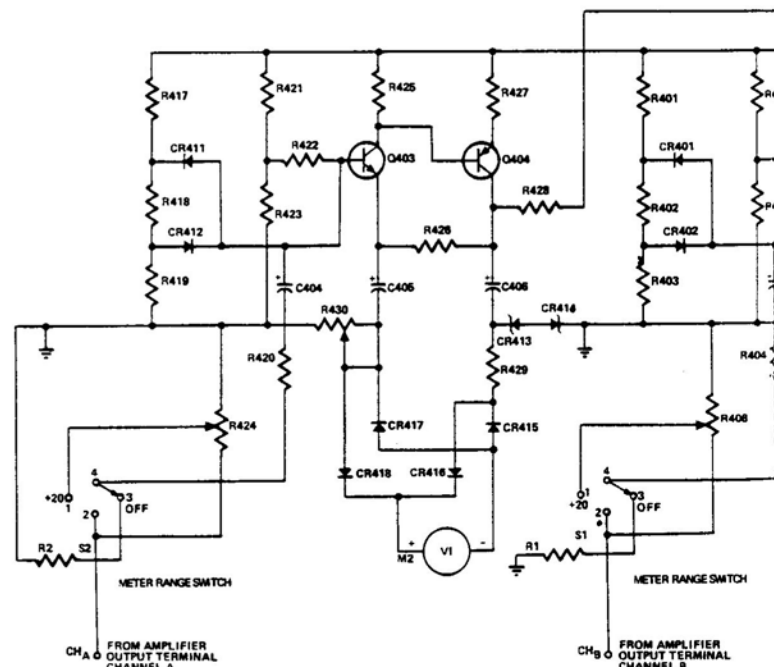 R417
R421
R425
R427
R401
CR411
R422
Q403
Q404
CR401
R418
R423
R428
R402
CR412
R426
CR402
R419
C404
C405
C406
R403
R430
CR413
CR414
R420
R429
R404
R424
CR417
CR415
R406
4
CR418
CR416
4
+20
1
3
OFF
2
1
+20
3
OFF
2
R2
S2
M2
+
V1
-
R1
S1
METER RANGE SWITCH
METER RANGE SWITCH
CHA
FROM AMPLIFIER
OUTPUT TERMINAL
CHANNEL A
CHB
FROM AMPLIFIER
OUTPUT TERMINAL
CHANNEL B